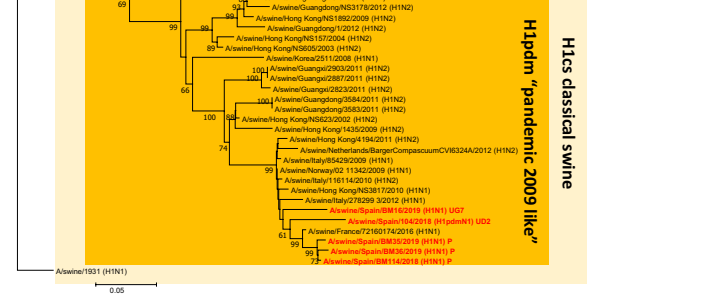 69
93
A/swine/Guangdong/NS3178/2012 (H1N2)
A/swine/Hong Kong/NS1892/2009 (H1N2)
99
99
A/swine/Guangdong/1/2012 (H1N2)
A/swine/Hong Kong/NS157/2004 (H1N2)
89
A/swine/Hong Kong/NS605/2003 (H1N2)
A/swine/Korea/2511/2008 (H1N1)
100
A/swine/Guangxi/2903/2011 (H1N2)
100
A/swine/Guangxi/2887/2011 (H1N2)
66
A/swine/Guangxi/2823/2011 (H1N2)
100
A/swine/Guangdong/3584/2011 (H1N2)
A/swine/Guangdong/3583/2011 (H1N2)
100
88
A/swine/Hong Kong/NS623/2002 (H1N2)
A/swine/Hong Kong/1435/2009 (H1N2)
A/swine/Hong Kong/4194/2011 (H1N2)
74
A/swine/Netherlands/BargerCompascuumCVI6324A/2012 (H1N2)
A/swine/Italy/85429/2009 (H1N1)
99
A/swine/Norway/02 11342/2009 (H1N1)
A/swine/Italy/116114/2010 (H1N2)
A/swine/Hong Kong/NS3817/2010 (H1N1)
A/swine/Italy/278299 3/2012 (H1N1)
A/swine/Spain/BM16/2019 (H1N1) UG7
A/swine/Spain/104/2018 (H1pdmN1) UD2
A/swine/France/72160174/2016 (H1N1)
61
A/swine/Spain/BM35/2019 (H1N1) P
99
99
A/swine/Spain/BM36/2019 (H1N1) P
73
A/swine/Spain/BM114/2018 (H1N1) P
A/swine/1931 (H1N1)
0.05
H1pdm “pandemic 2009 like”
H1cs classical swine